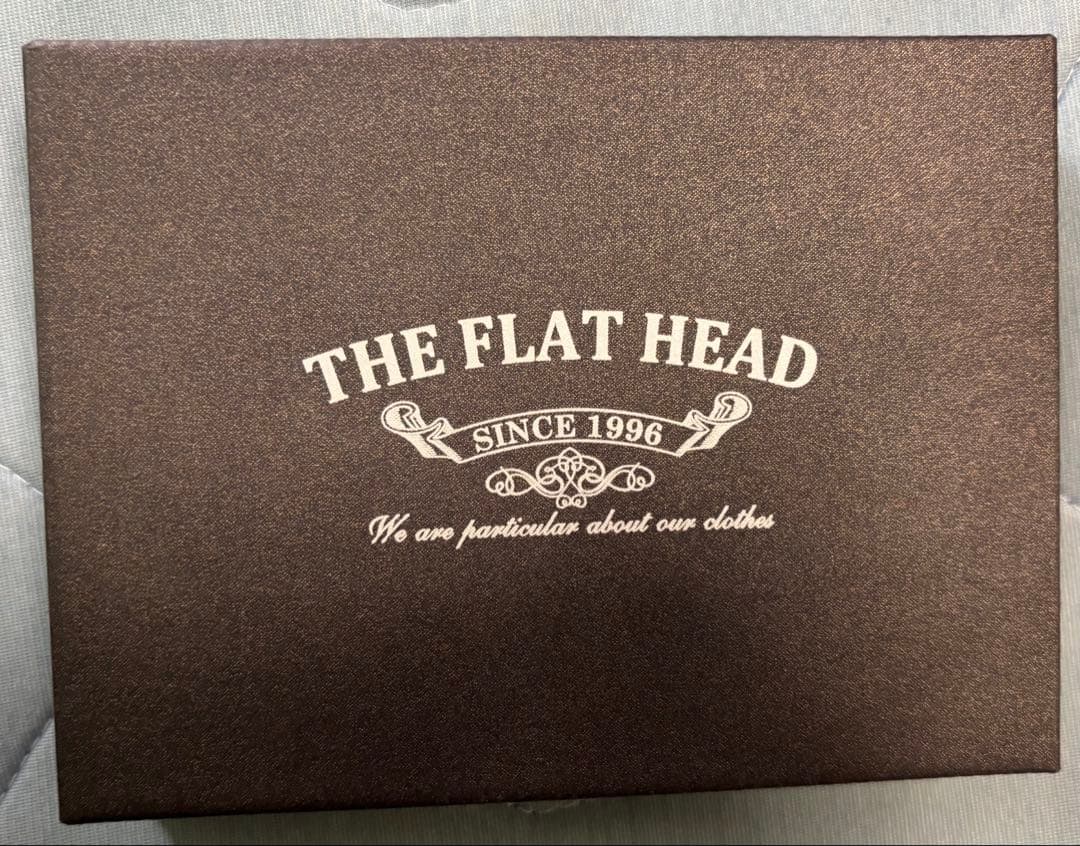 THE FLAT HEAD
SINCE 1996
We are particular about our clothes